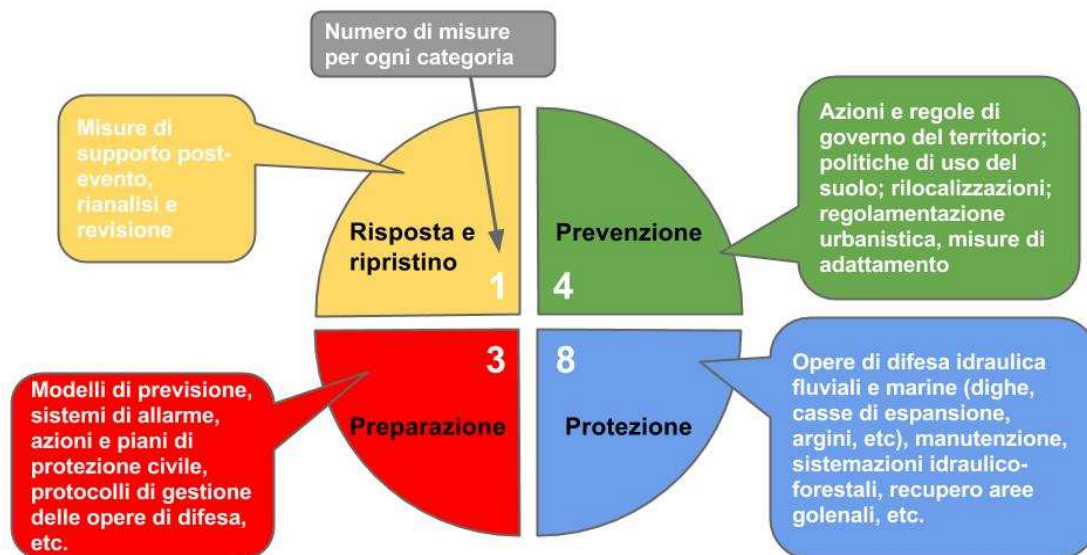 Numero di misure
per ogni categoria
Misure di
supporto post-
evento,
rianalisi e
revisione
Risposta e
ripristino
1
Prevenzione
4
Azioni e regole di
governo del territorio;
politiche di uso del
suolo; rilocalizzazioni;
regolamentazione
urbanistica, misure di
adattamento
Modelli di previsione,
sistemi di allarme,
azioni e piani di
protezione civile,
protocolli di gestione
delle opere di difesa,
etc.
3
Preparazione
8
Protezione
Opere di difesa idraulica
fluviali e marine (dighe,
casse di espansione,
argini, etc), manutenzione,
sistemazioni idraulico-
forestali, recupero aree
golenali, etc.